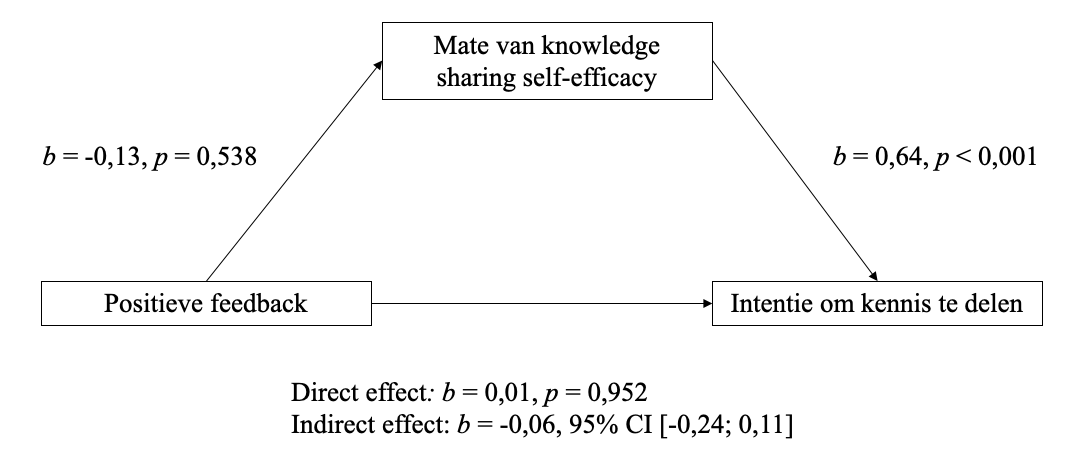 Mate van knowledge
sharing self-efficacy
b = -0,13, p = 0,538
b = 0,64, p < 0,001
Positieve feedback
Intentie om kennis te delen
Direct effect: b = 0,01, p = 0,952
Indirect effect: b = -0,06, 95% CI [-0,24; 0,11]